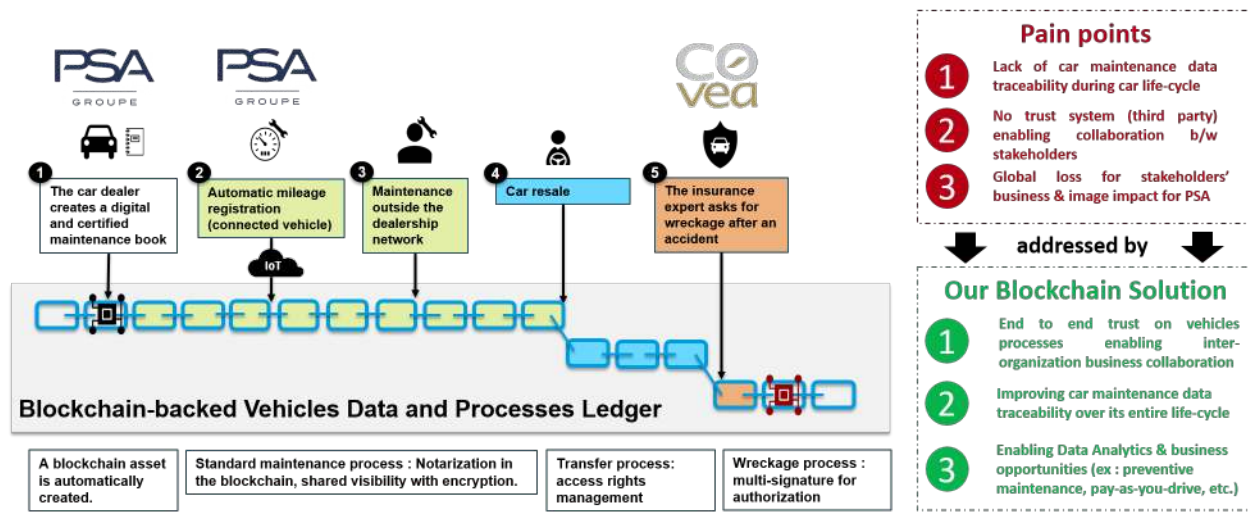 PSA
GROUPE
PSA
GROUPE
COvea
1
The car dealer
creates a digital
and certified
maintenance book
2
Automatic mileage
registration
(connected vehicle)
IoT
3
Maintenance
outside the
dealership
network
4
Car resale
5
The insurance
expert asks for
wreckage after an
accident
Blockchain-backed Vehicles Data and Processes Ledger
A blockchain asset
is automatically
created.
Standard maintenance process : Notarization in
the blockchain, shared visibility with encryption.
Transfer process:
access rights
management
Wreckage process :
multi-signature for
authorization
Pain points
1
Lack of car maintenance data
traceability during car life-cycle
2
No trust system (third party)
enabling collaboration b/w
stakeholders
3
Global loss for stakeholders'
business & image impact for PSA
addressed by
Our Blockchain Solution
1
End to end trust on vehicles
processes enabling inter-
organization business collaboration
2
Improving car maintenance data
traceability over its entire life-cycle
3
Enabling Data Analytics & business
opportunities (ex : preventive
maintenance, pay-as-you-drive, etc.)